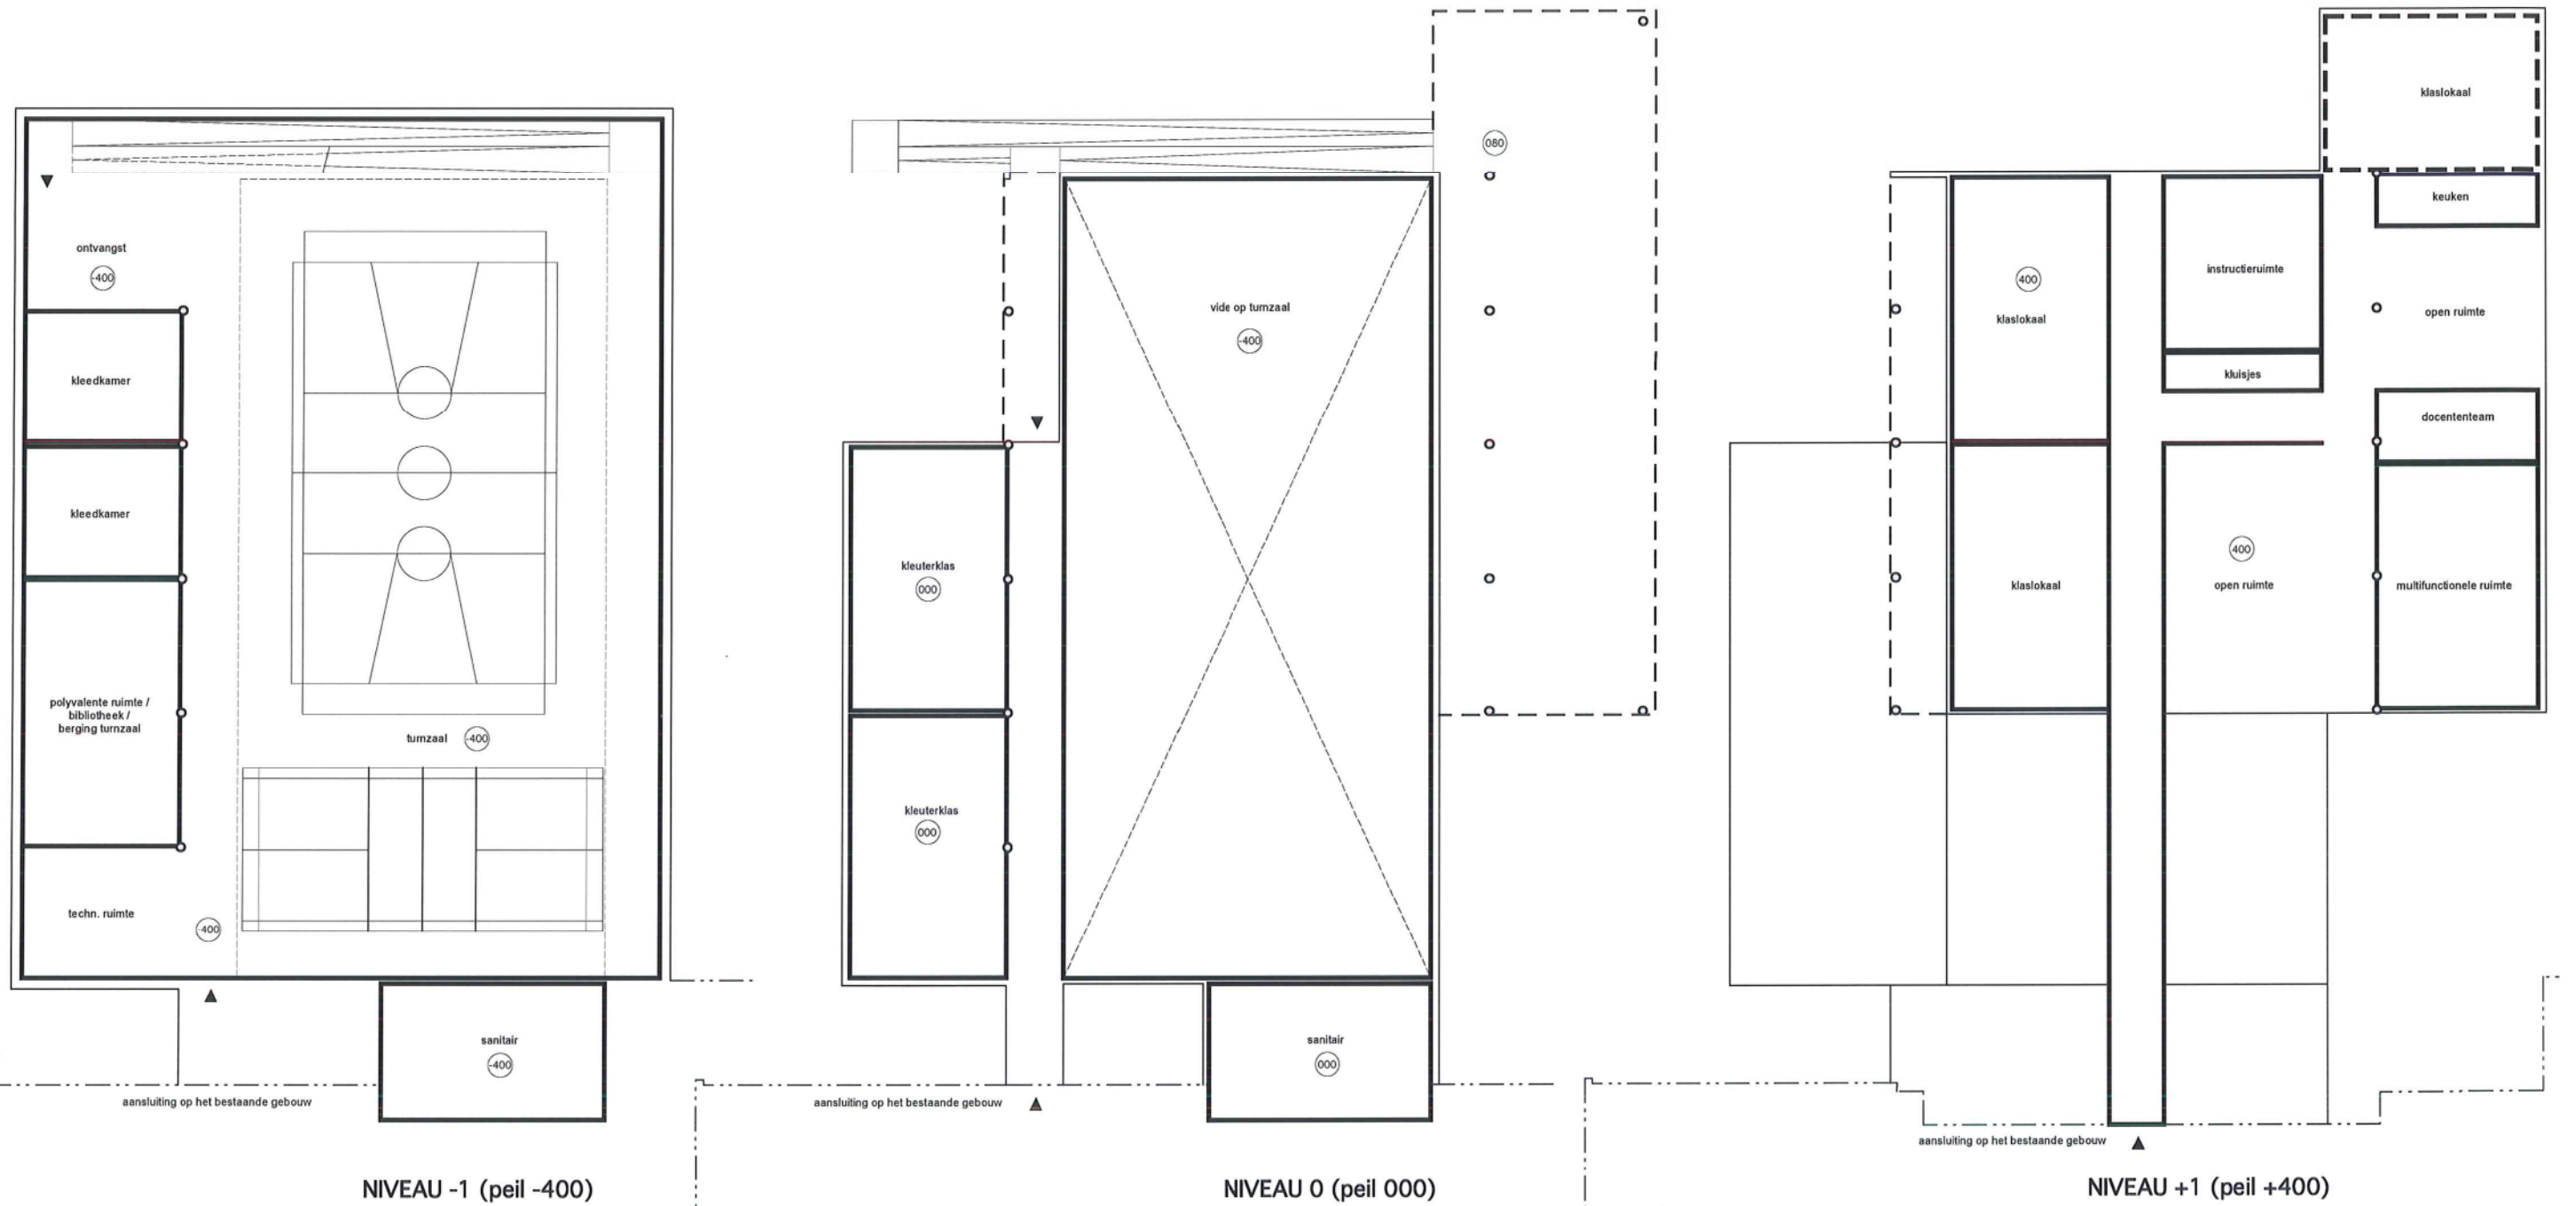 ontvangst
-400
kleedkamer
kleedkamer
polyvalente ruimte /
bibliotheek /
berging turnzaal
turnzaal
-400
techn. ruimte
-400
sanitair
-400
aansluiting op het bestaande gebouw
NIVEAU -1 (peil -400)
080
vide op turnzaal
-400
kleuterklas
000
kleuterklas
000
sanitair
000
aansluiting op het bestaande gebouw
NIVEAU 0 (peil 000)
klaslokaal
keuken
400
klaslokaal
instructieruimte
open ruimte
kluisjes
docententeam
klaslokaal
400
open ruimte
multifunctionele ruimte
aansluiting op het bestaande gebouw
NIVEAU +1 (peil +400)